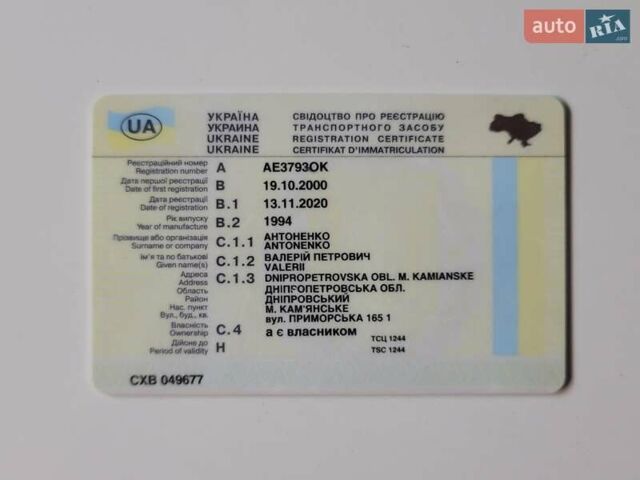 auto RIA.com
UA
УКРАЇНА СВІДОЦТВО ПРО РЕЄСТРАЦІЮ
УКРАИНА ТРАНСПОРТНОГО ЗАСОБУ
UKRAINE REGISTRATION CERTIFICATE
UKRAINE CERTIFIKAT D'IMMATRICULATION
Реєстраційний номер
Registration number A AE3793OK
Дата першої реєстрації
Date of first registration B 19.10.2000
Дата реєстрації
Date of registration B.1 13.11.2020
Рік випуску
Year of manufacture B.2 1994
Прізвище або організація C.1.1 АНТОНЕНКО
Surname or company ANTONENKO
Ім'я та по батькові C.1.2 ВАЛЕРІЙ ПЕТРОВИЧ
Given name(s) VALERII
Адреса C.1.3 DNIPROPETROVSKA OBL. M. KAMIANSKE
Address ДНІПРОПЕТРОВСЬКА ОБЛ.
Область ДНІПРОВСЬКИЙ
Район М. КАМ'ЯНСЬКЕ
Нас. пункт вул. ПРИМОРСЬКА 165 1
Вул., буд., кв.
Власність
Ownership C.4 а є власником
ТСЦ 1244
Дійсне до
Period of validity H TSC 1244
СХВ 049677